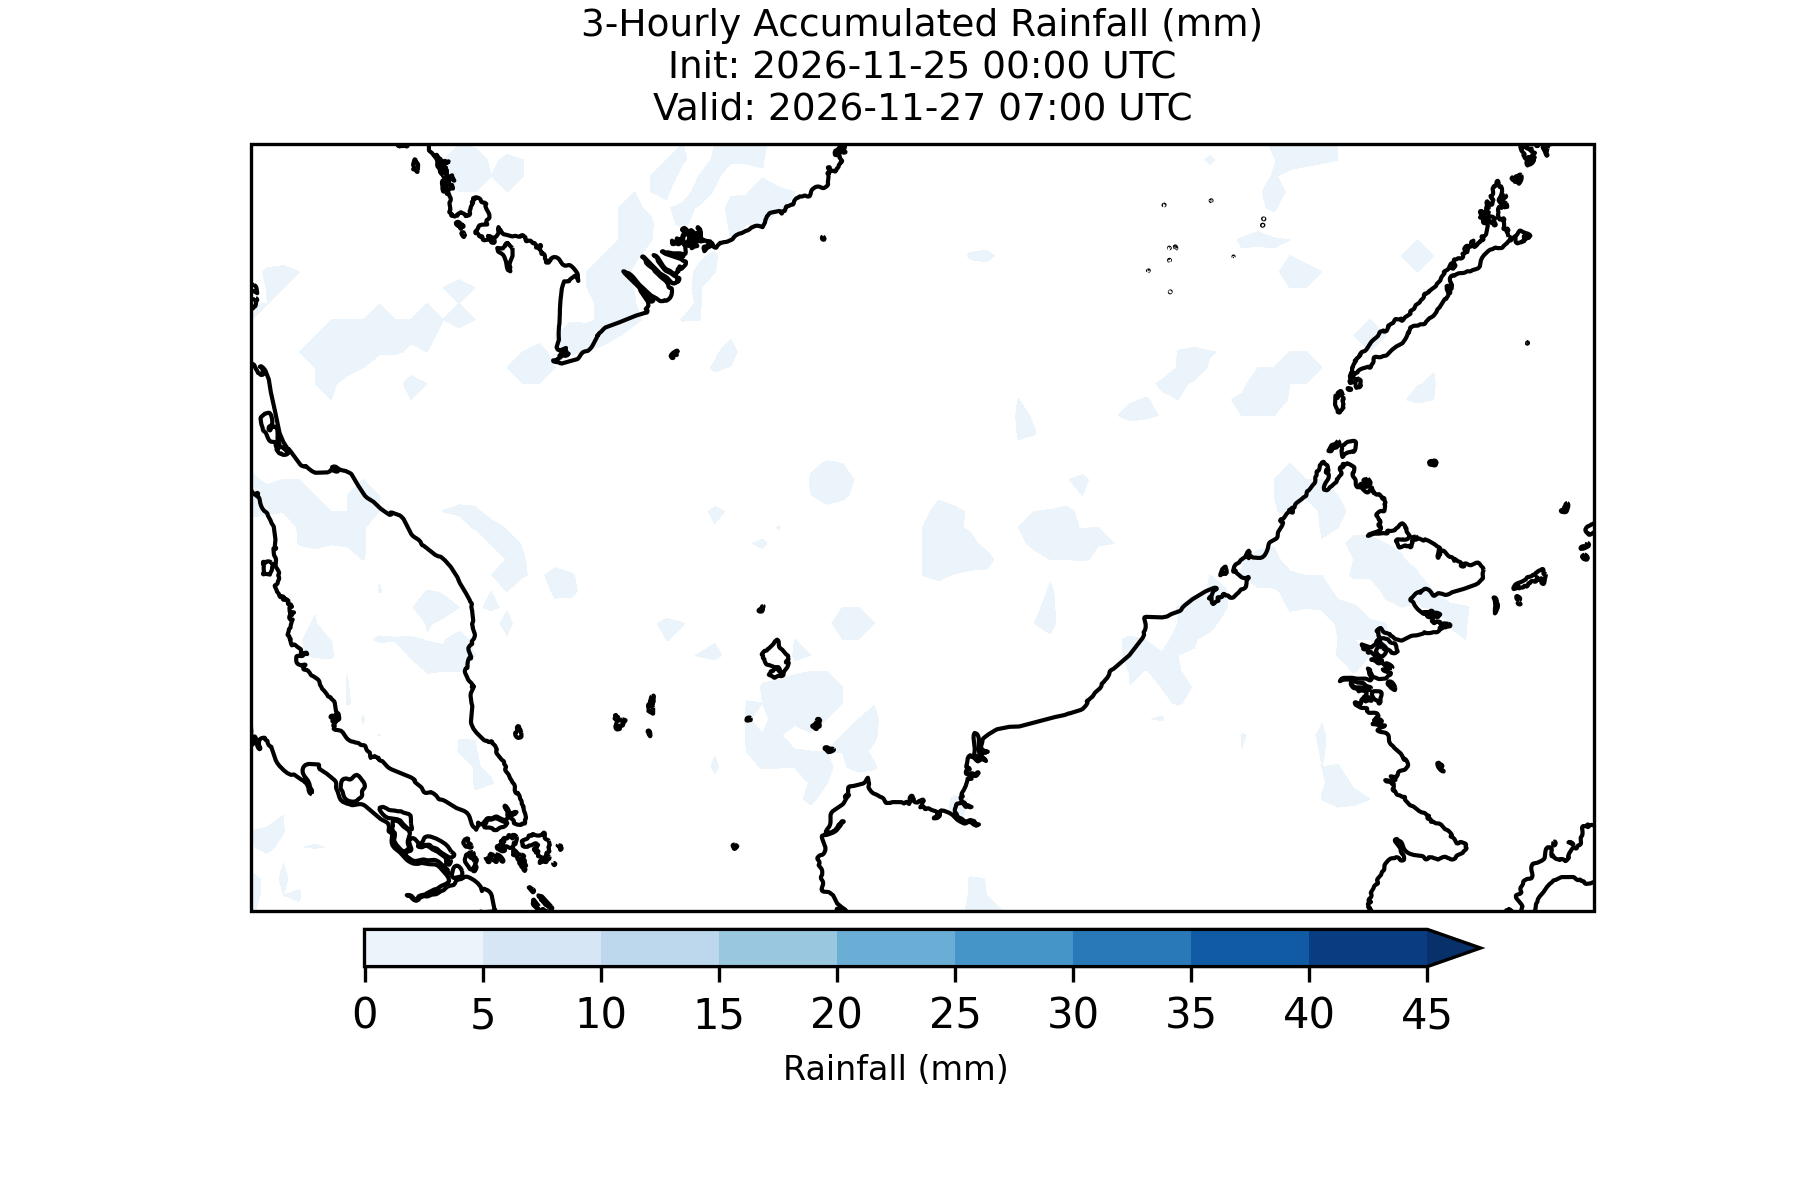 3-Hourly Accumulated Rainfall (mm)
Init: 2026-11-25 00:00 UTC
Valid: 2026-11-27 07:00 UTC
0 5 10 15 20 25 30 35 40 45
Rainfall (mm)